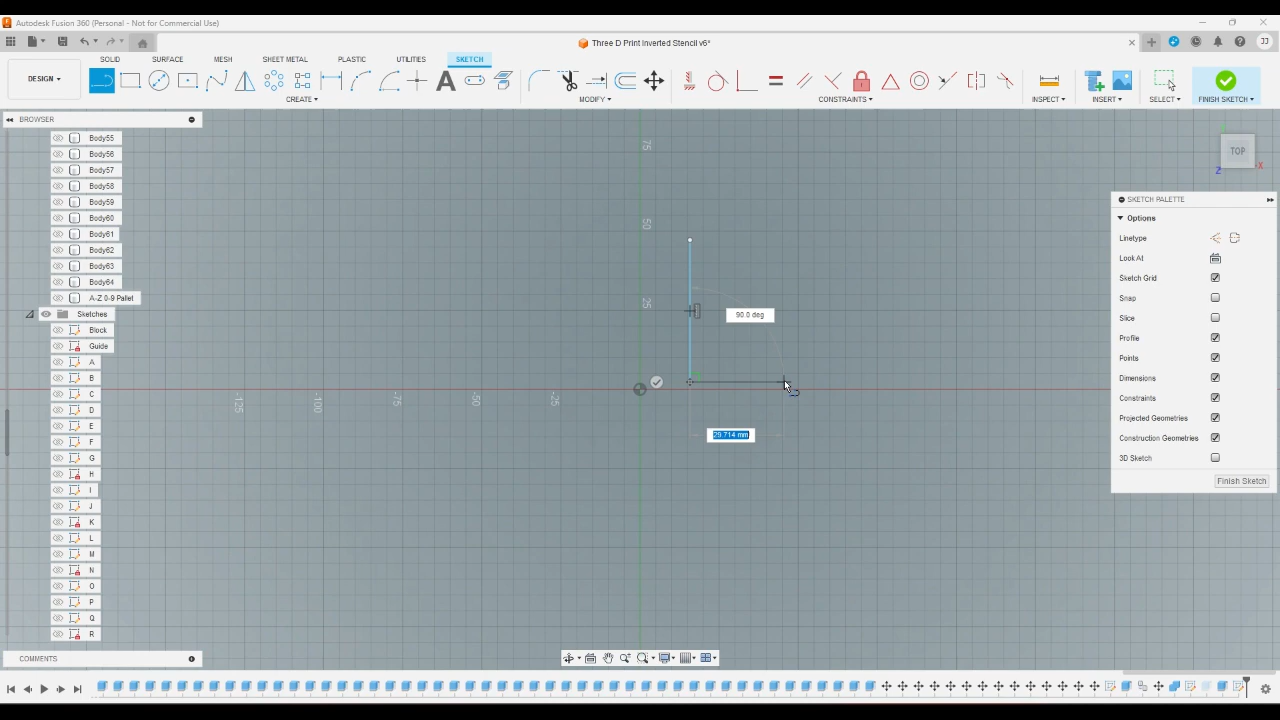 Autodesk Fusion 360 (Personal - Not for Commercial Use)
Three D Print Inverted Stencil v6*
JJ
SOLID SURFACE MESH SHEET METAL PLASTIC UTILITIES SKETCH
DESIGN
CREATE MODIFY CONSTRAINTS INSPECT INSERT SELECT FINISH SKETCH
BROWSER
Body55
Body56
Body57
Body58
Body59
Body60
Body61
Body62
Body63
Body64
A-Z 0-9 Pallet
Sketches
Block
Guide
A
B
C
D
E
F
G
H
I
J
K
L
M
N
O
P
Q
R
75
50
25
-125 -100 -75 -50 -25
90.0 deg
29.714 mm
TOP
Z
X
SKETCH PALETTE
Options
Linetype
Look At
Sketch Grid
Snap
Slice
Profile
Points
Dimensions
Constraints
Projected Geometries
Construction Geometries
3D Sketch
Finish Sketch
COMMENTS